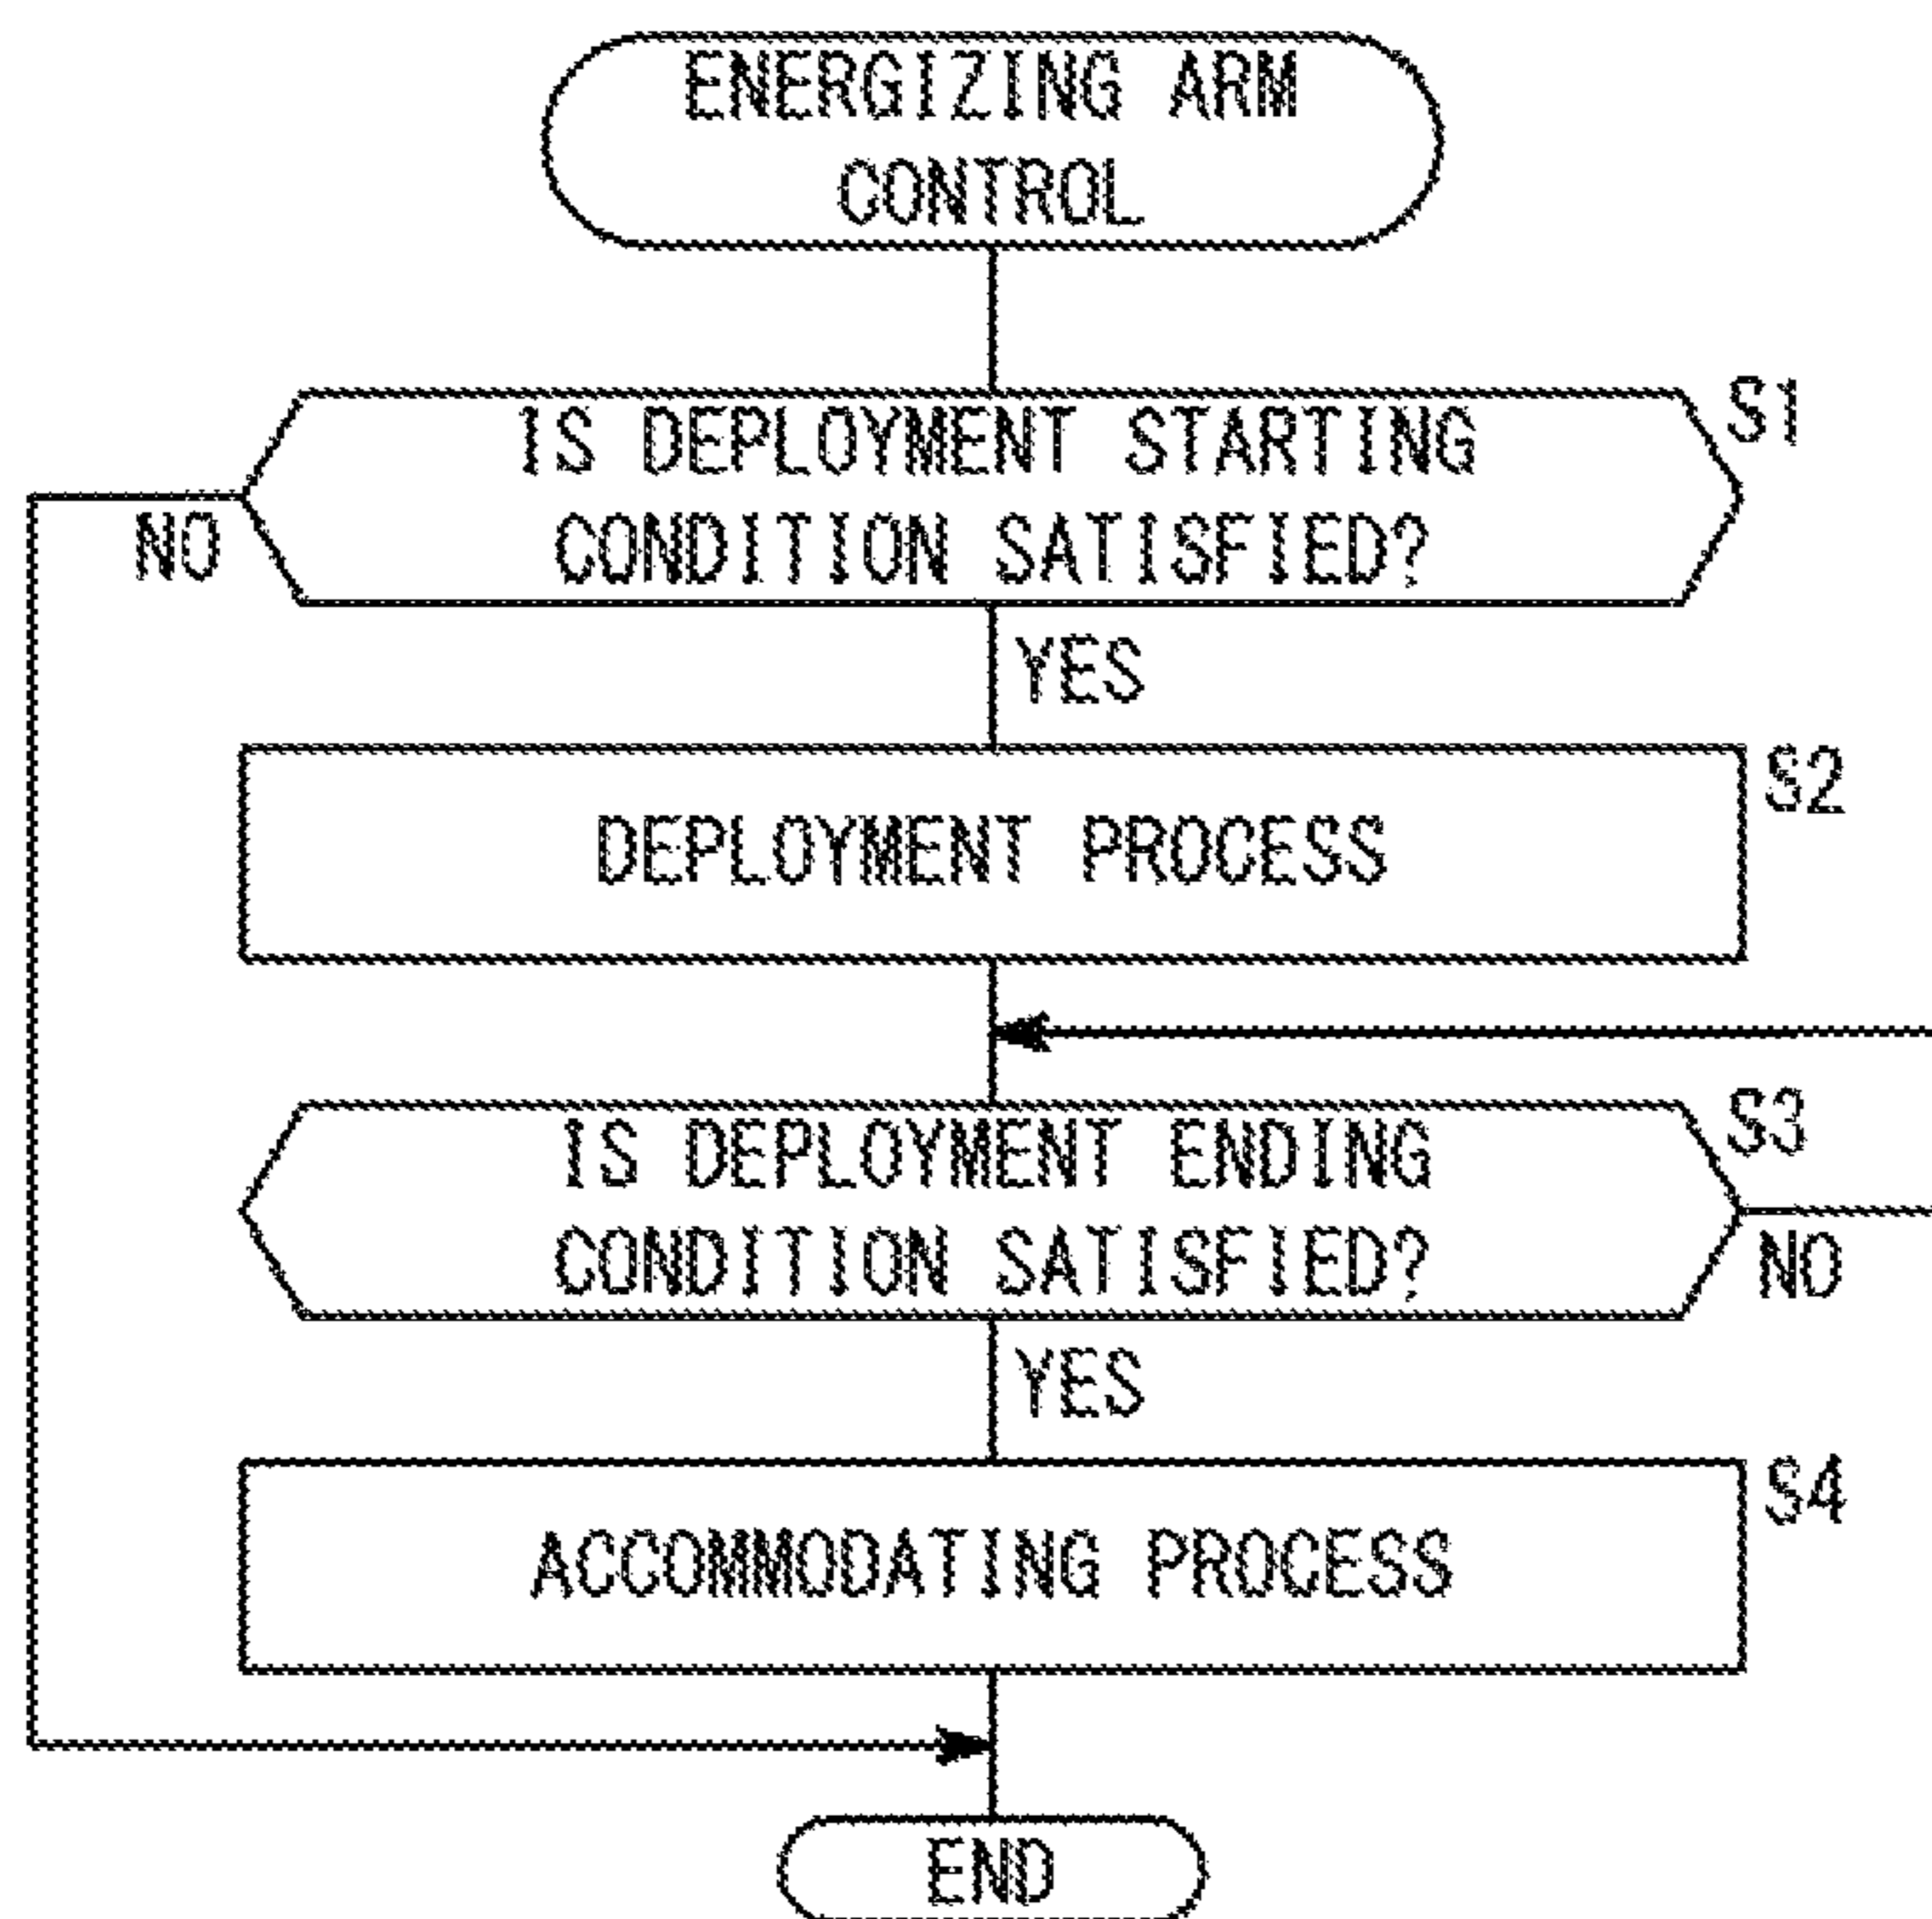 ENERGIZING ARM
CONTROL
S1
IS DEPLOYMENT STARTING
CONDITION SATISFIED?
NO
YES
S2
DEPLOYMENT PROCESS
S3
IS DEPLOYMENT ENDING
CONDITION SATISFIED?
NO
YES
S4
ACCOMMODATING PROCESS
END